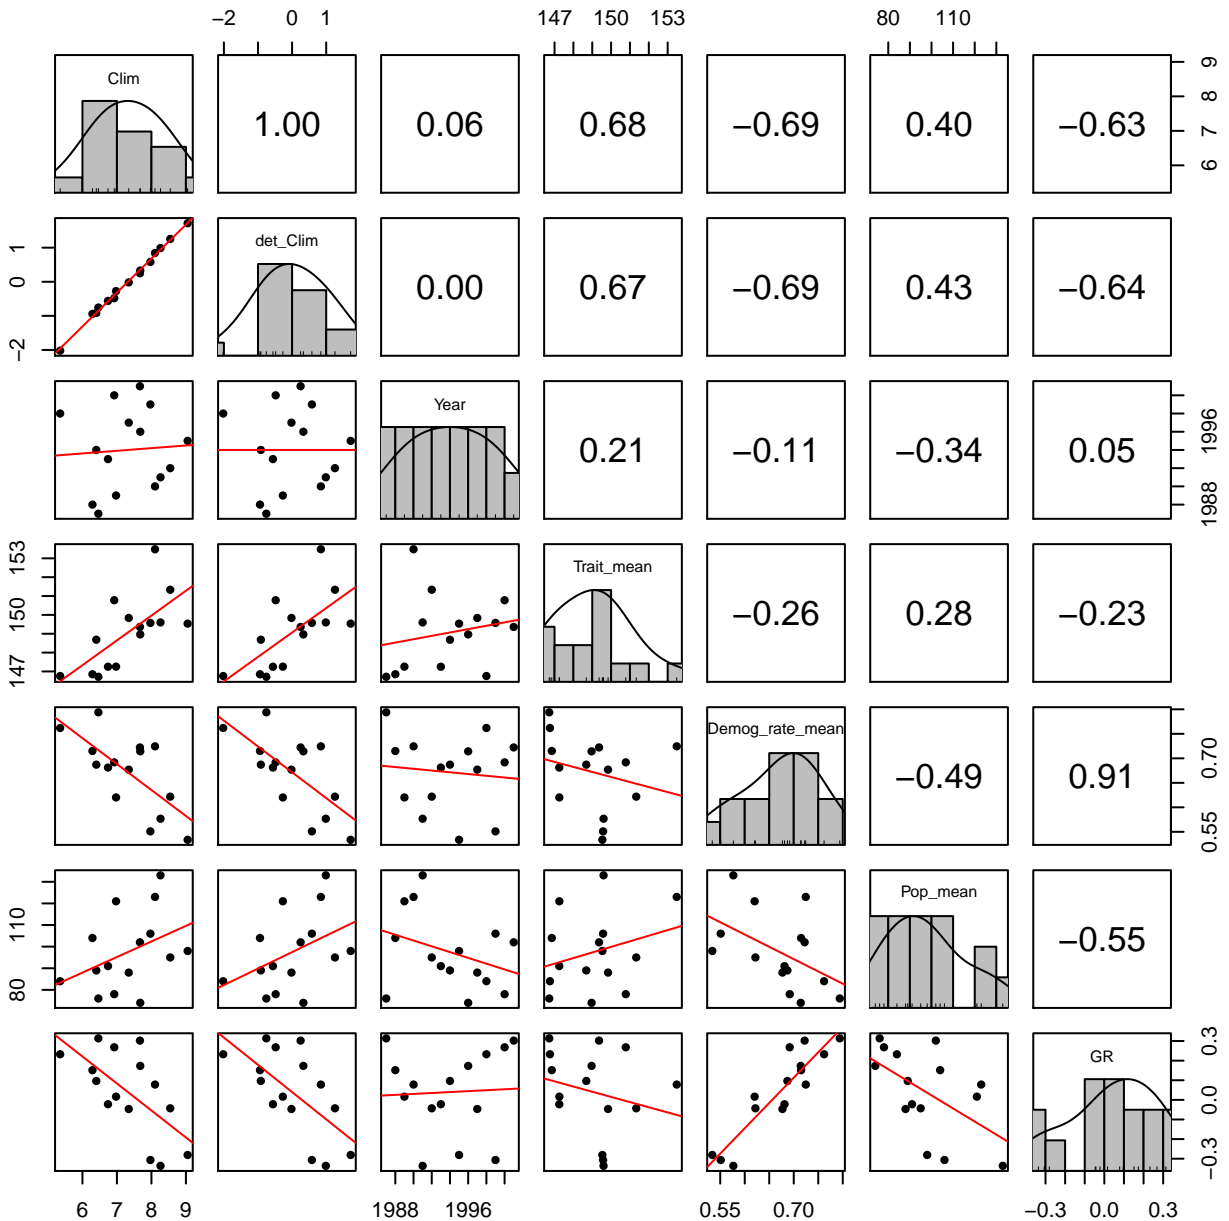 −2 0 1 147 150 153 80 110
Clim 1.00 0.06 0.68 −0.69 0.40 −0.63 6 7 8 9
−2 0 1 det_Clim 0.00 0.67 −0.69 0.43 −0.64
Year 0.21 −0.11 −0.34 0.05 1988 1996
147 150 153 Trait_mean −0.26 0.28 −0.23
Demog_rate_mean −0.49 0.91 0.55 0.70
80 110 Pop_mean −0.55
GR −0.3 0.0 0.3
6 7 8 9 1988 1996 0.55 0.70 −0.3 0.0 0.3